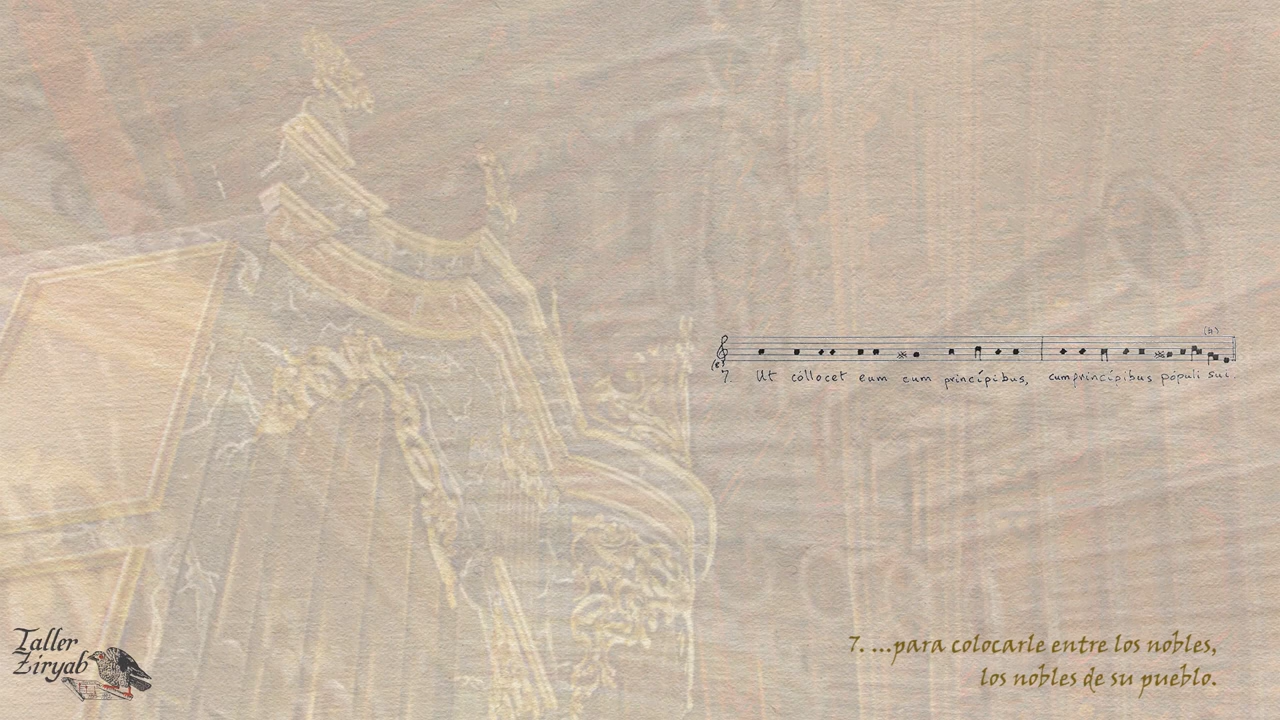 7. Ut cóllocet eum cum princípibus, cum princípibus pópuli sui.
Taller
Ziryab
7. ...para colocarle entre los nobles,
los nobles de su pueblo.